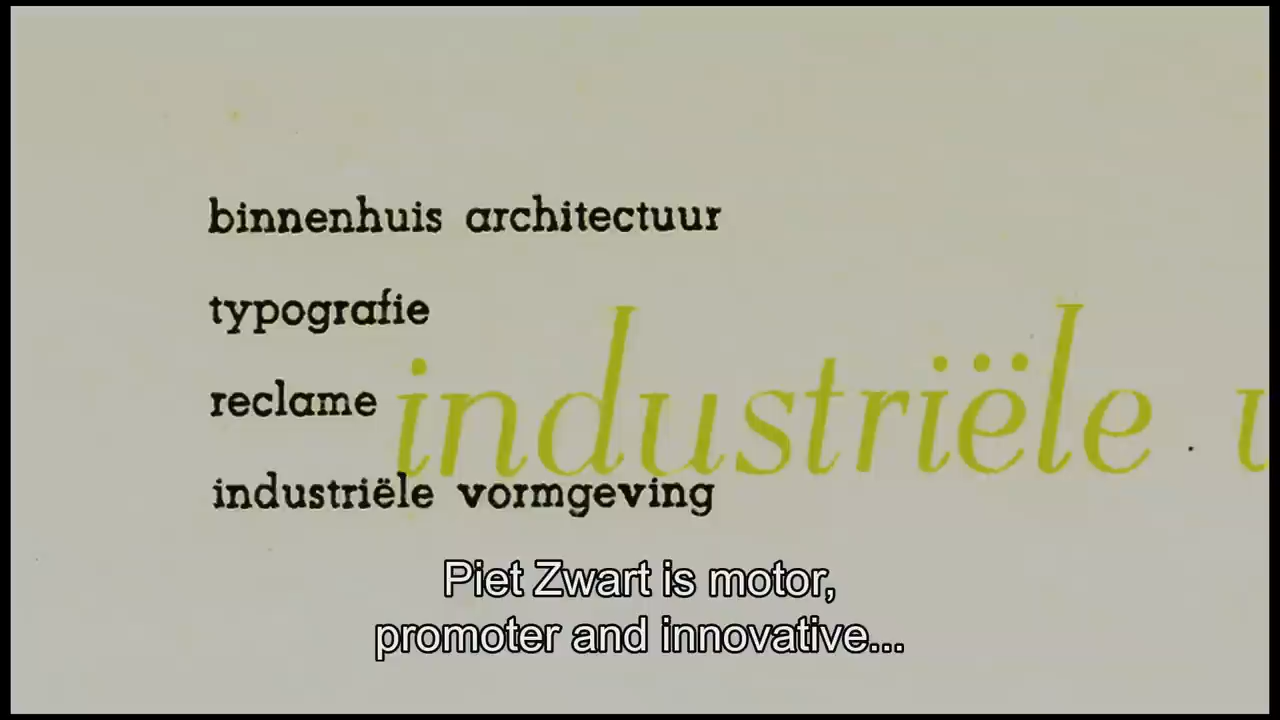 binnenhuis architectuur
typografie
reclame
industriële
industriële vormgeving
Piet Zwart is motor,
promoter and innovative...